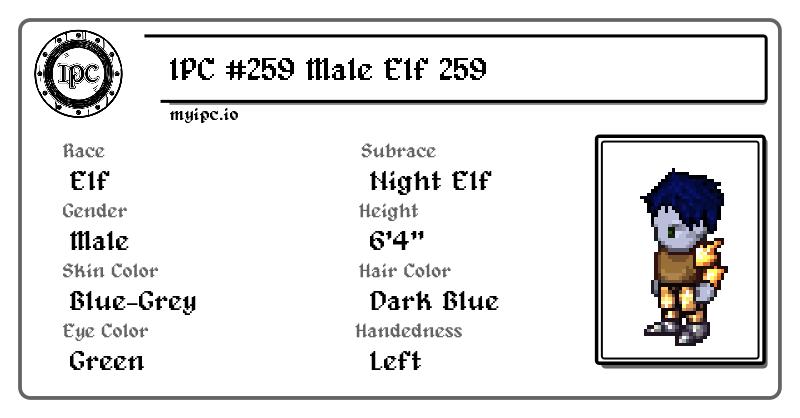 IPC
IPC #259 Male Elf 259
myipc.io
Race
Elf
Subrace
Night Elf
Gender
Male
Height
6'4"
Skin Color
Blue-Grey
Hair Color
Dark Blue
Eye Color
Green
Handedness
Left